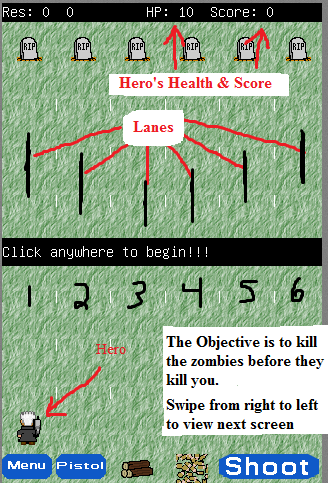 Res: 0 0 HP: 10 Score: 0
RIP RIP RIP RIP RIP RIP
Hero's Health & Score
Lanes
Click anywhere to begin!!!
1 2 3 4 5 6
Hero
The Objective is to kill
the zombies before they
kill you.
Swipe from right to left
to view next screen
Menu Pistol Shoot